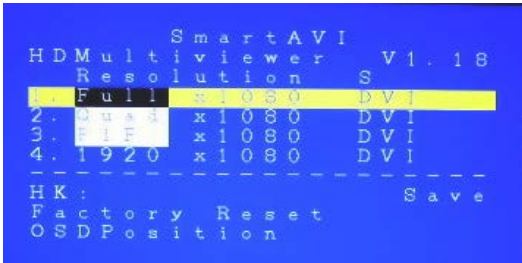 SmartAVI
HDMultiviewer V1.18
Resolution S
1. Full x1080 DVI
2. Quad x1080 DVI
3. PIP x1080 DVI
4. 1920 x1080 DVI
HK: Save
Factory Reset
OSDPosition